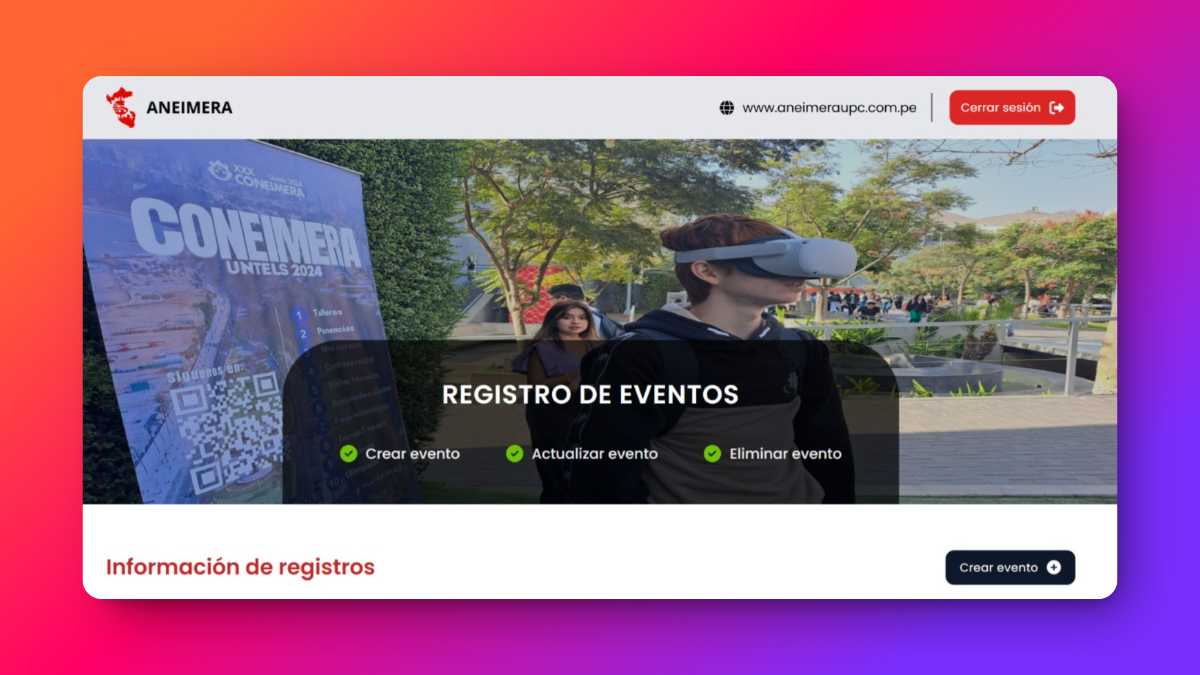 ANEIMERA
www.aneimeraupc.com.pe
Cerrar sesión
XXX Untels 2024
CONEIMERA
CONEIMERA
UNTELS 2024
1 Talleres
2 Ponencias
Síguenos en:
REGISTRO DE EVENTOS
Crear evento
Actualizar evento
Eliminar evento
Información de registros
Crear evento